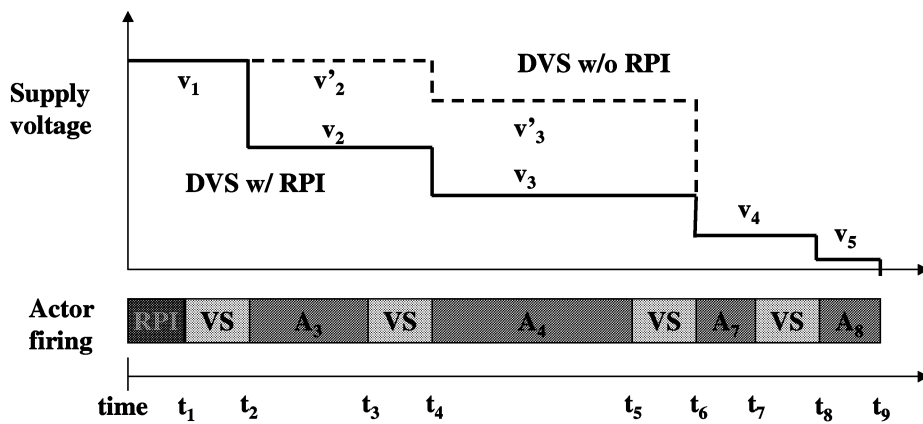 DVS w/o RPI
v₁
v'₂
Supply
voltage
v'₃
v₂
DVS w/ RPI
v₃
v₄
v₅
Actor
firing
RPI VS A₃ VS A₄ VS A₇ VS A₈
time t₁ t₂ t₃ t₄ t₅ t₆ t₇ t₈ t₉